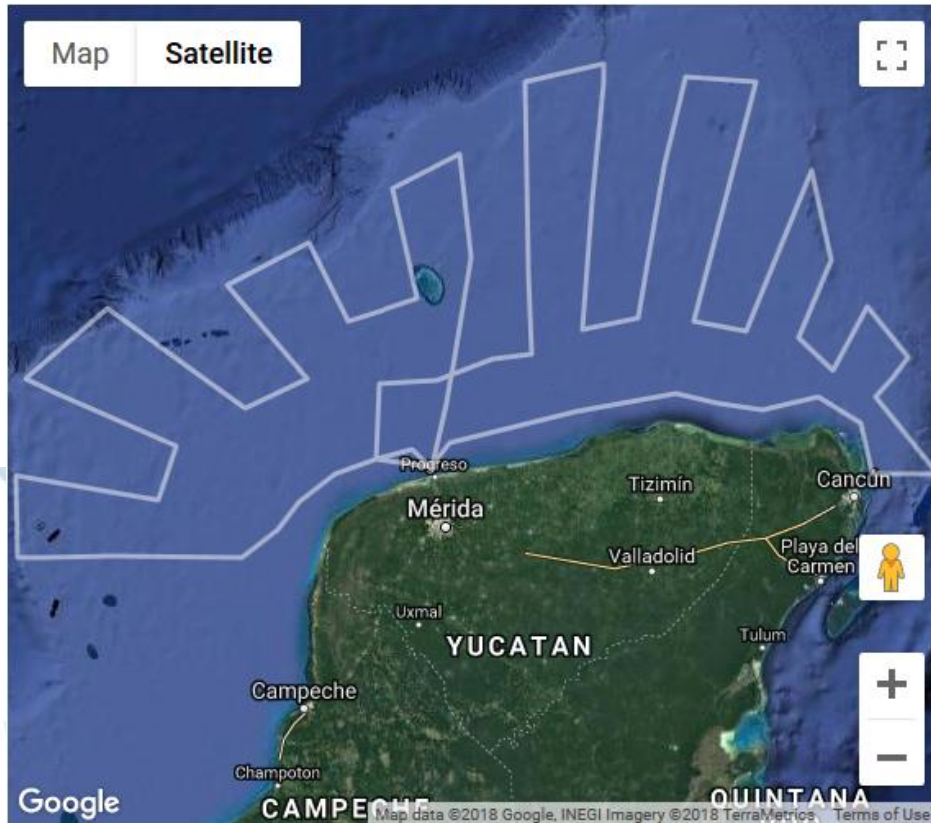 Map Satellite
Progreso
Mérida
Tizimín
Cancún
Valladolid
Playa del
Carmen
Uxmal
YUCATAN
Tulum
Campeche
Champoton
Google
CAMPECHE
QUINTANA
Map data ©2018 Google, INEGI Imagery ©2018 TerraMetrics Terms of Use